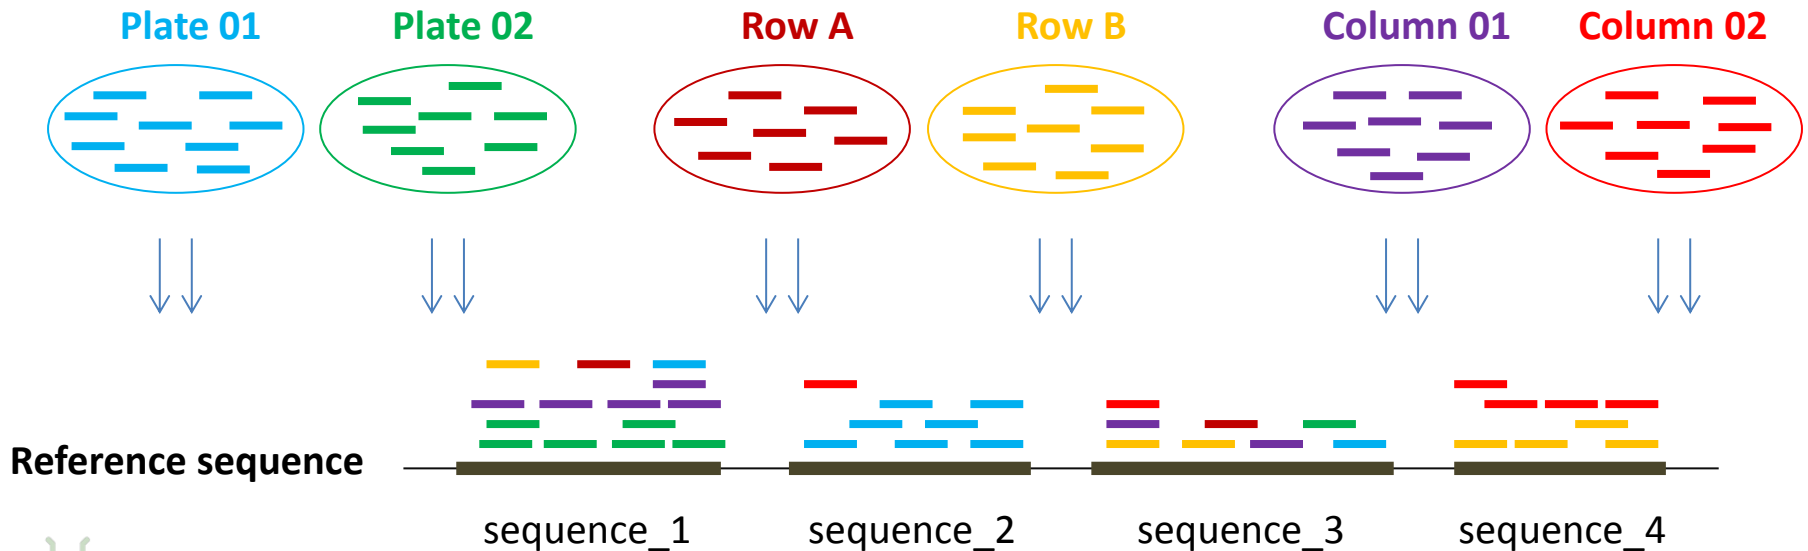 Plate 01 Plate 02 Row A Row B Column 01 Column 02
Reference sequence
sequence_1 sequence_2 sequence_3 sequence_4